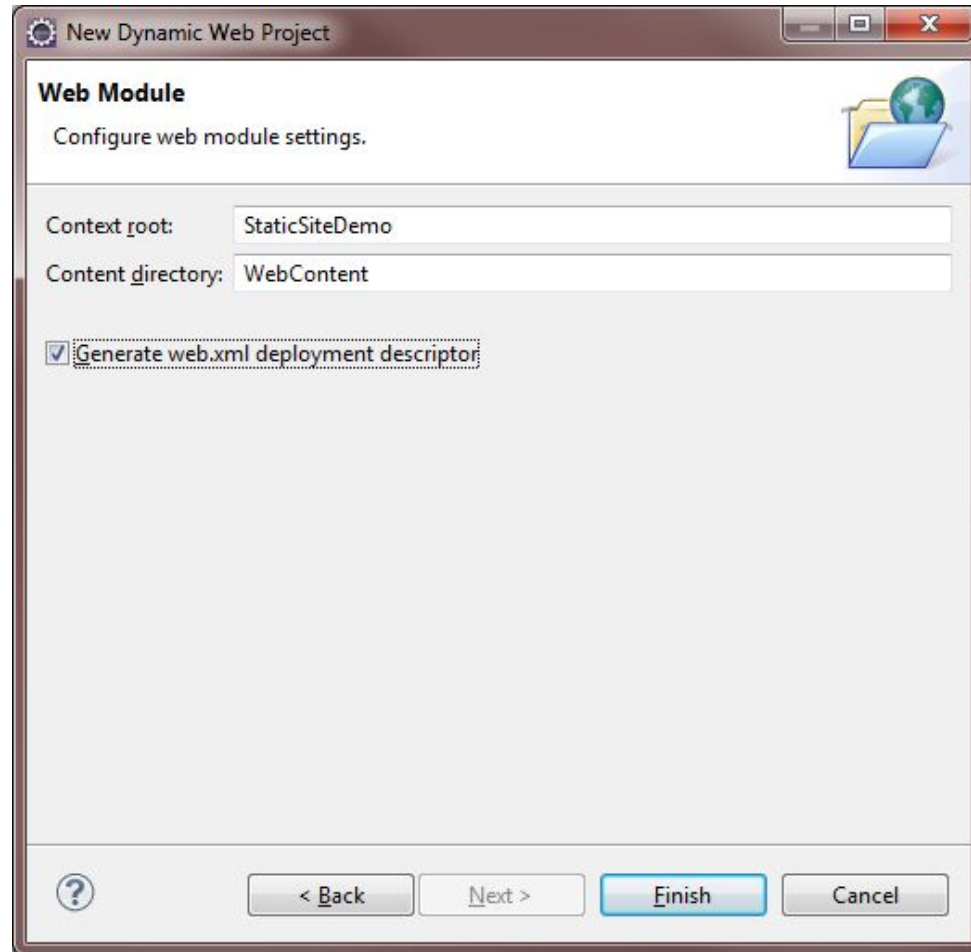 New Dynamic Web Project
Web Module
Configure web module settings.
Context root: StaticSiteDemo
Content directory: WebContent
Generate web.xml deployment descriptor
? < Back Next > Finish Cancel